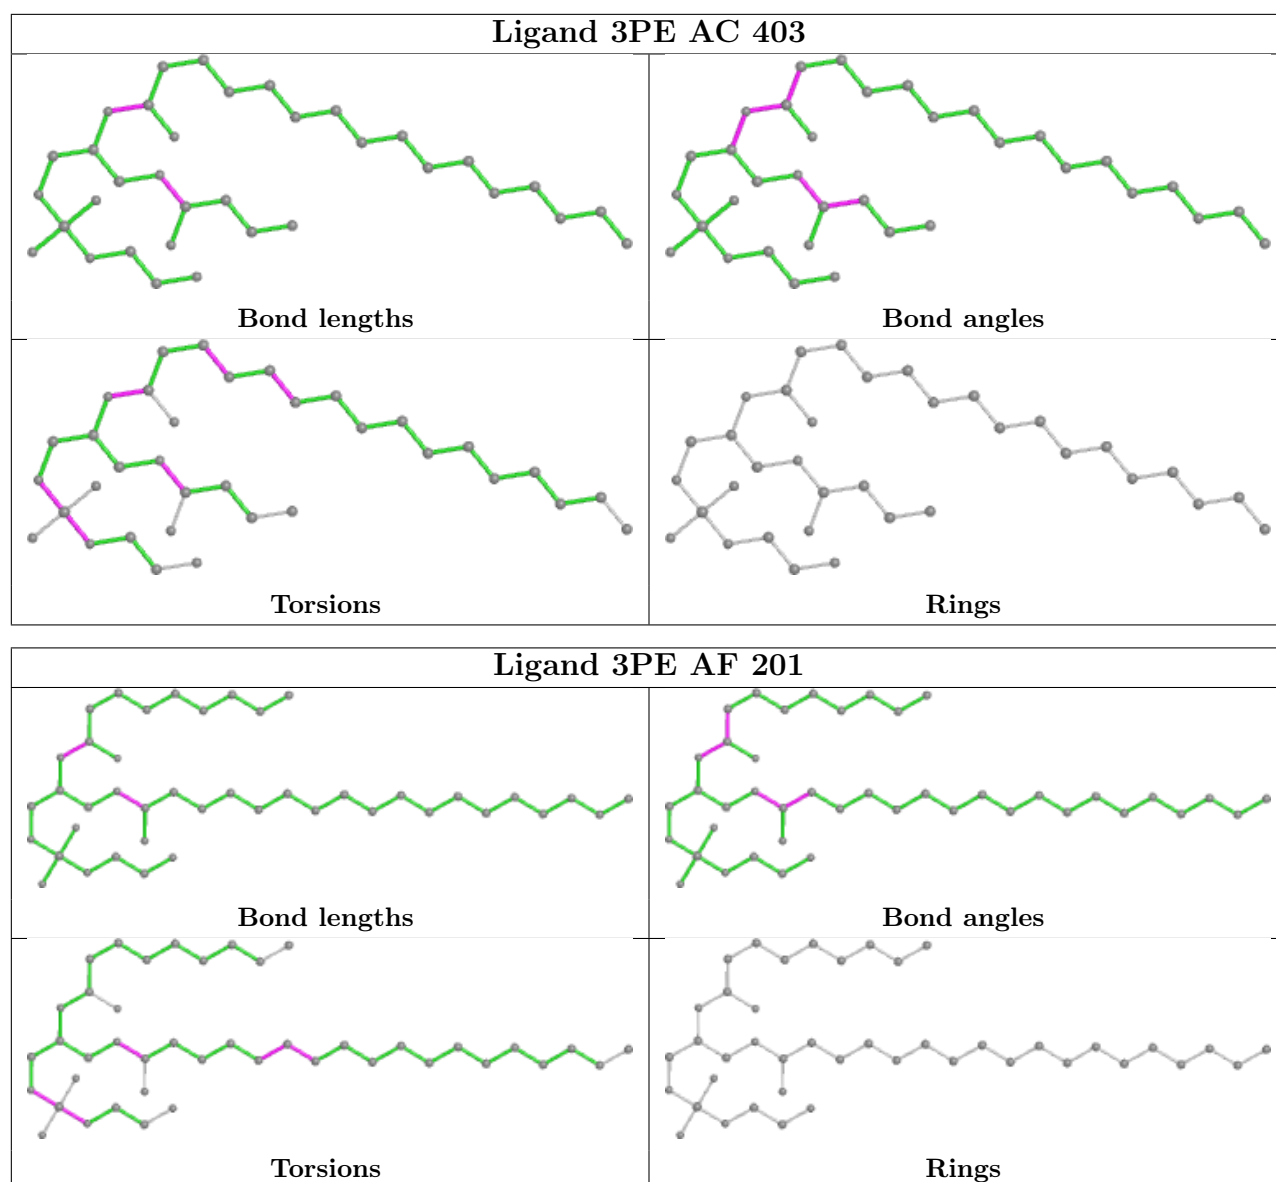 Ligand 3PE AC 403
Bond lengths
Bond angles
Torsions
Rings
Ligand 3PE AF 201
Bond lengths
Bond angles
Torsions
Rings